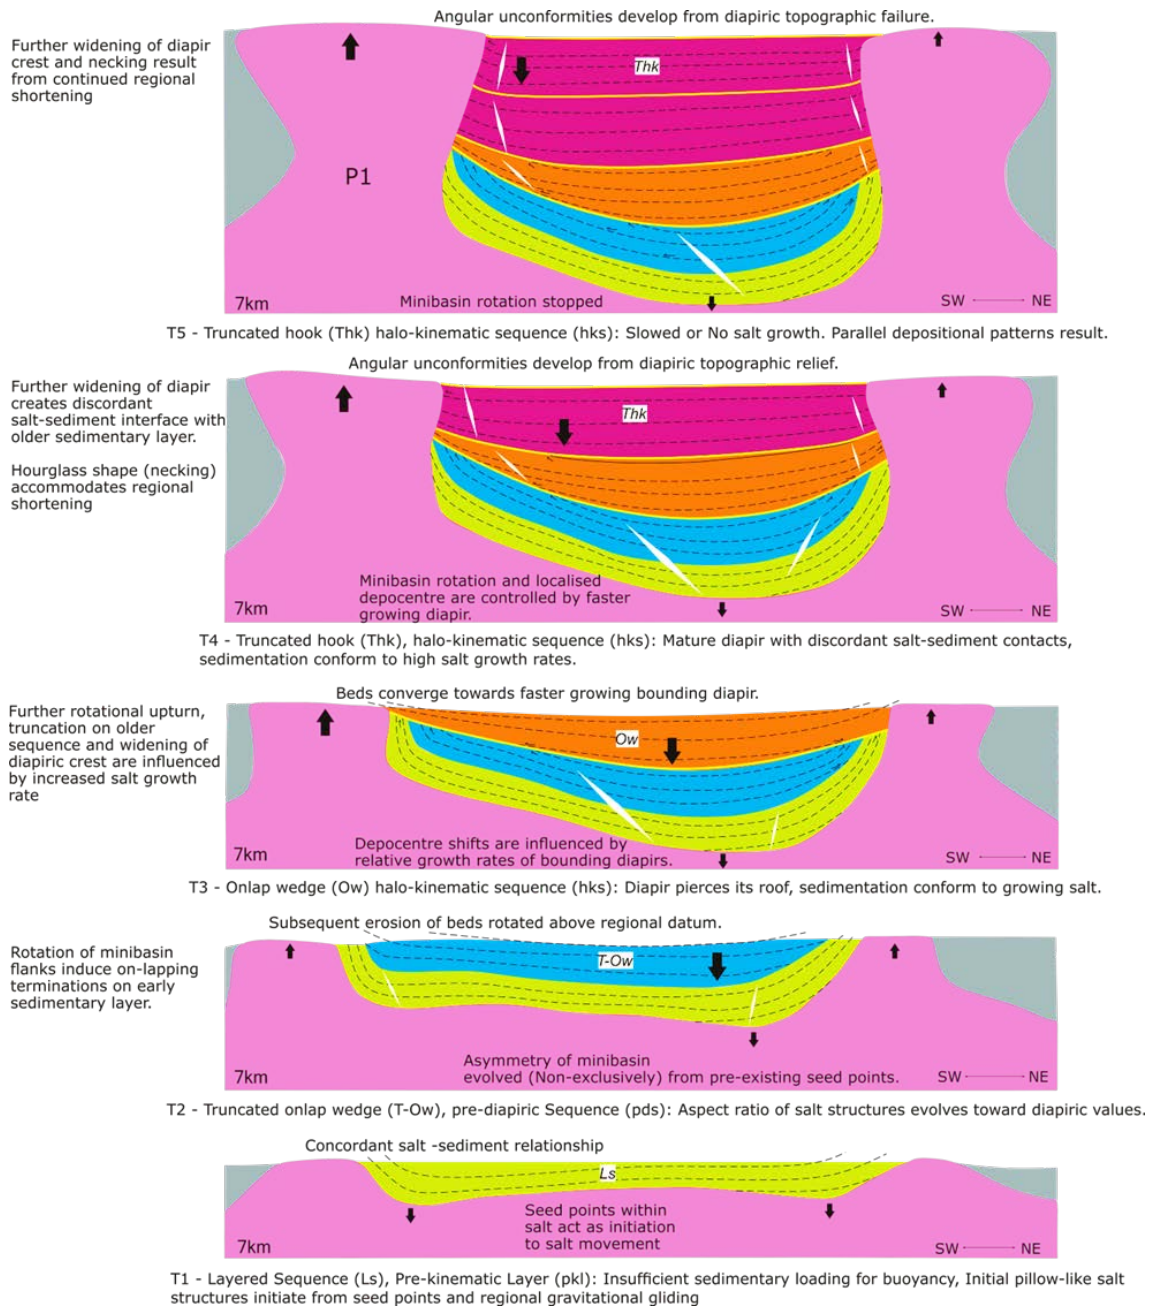 Angular unconformities develop from diapiric topographic failure.
Further widening of diapir
crest and necking result
from continued regional
shortening
Thk
P1
7km
Minibasin rotation stopped
SW NE
T5 - Truncated hook (Thk) halo-kinematic sequence (hks): Slowed or No salt growth. Parallel depositional patterns result.
Angular unconformities develop from diapiric topographic relief.
Further widening of diapir
creates discordant
salt-sediment interface with
older sedimentary layer.
Hourglass shape (necking)
accommodates regional
shortening
Thk
Minibasin rotation and localised
depocentre are controlled by faster
growing diapir.
7km
SW NE
T4 - Truncated hook (Thk), halo-kinematic sequence (hks): Mature diapir with discordant salt-sediment contacts,
sedimentation conform to high salt growth rates.
Beds converge towards faster growing bounding diapir.
Further rotational upturn,
truncation on older
sequence and widening of
diapiric crest are influenced
by increased salt growth
rate
Ow
Depocentre shifts are influenced by
relative growth rates of bounding diapirs.
7km
SW NE
T3 - Onlap wedge (Ow) halo-kinematic sequence (hks): Diapir pierces its roof, sedimentation conform to growing salt.
Subsequent erosion of beds rotated above regional datum.
Rotation of minibasin
flanks induce on-lapping
terminations on early
sedimentary layer.
T-Ow
Asymmetry of minibasin
evolved (Non-exclusively) from pre-existing seed points.
7km
SW NE
T2 - Truncated onlap wedge (T-Ow), pre-diapiric Sequence (pds): Aspect ratio of salt structures evolves toward diapiric values.
Concordant salt -sediment relationship
Ls
Seed points within
salt act as initiation
to salt movement
7km
SW NE
T1 - Layered Sequence (Ls), Pre-kinematic Layer (pkl): Insufficient sedimentary loading for buoyancy, Initial pillow-like salt
structures initiate from seed points and regional gravitational gliding